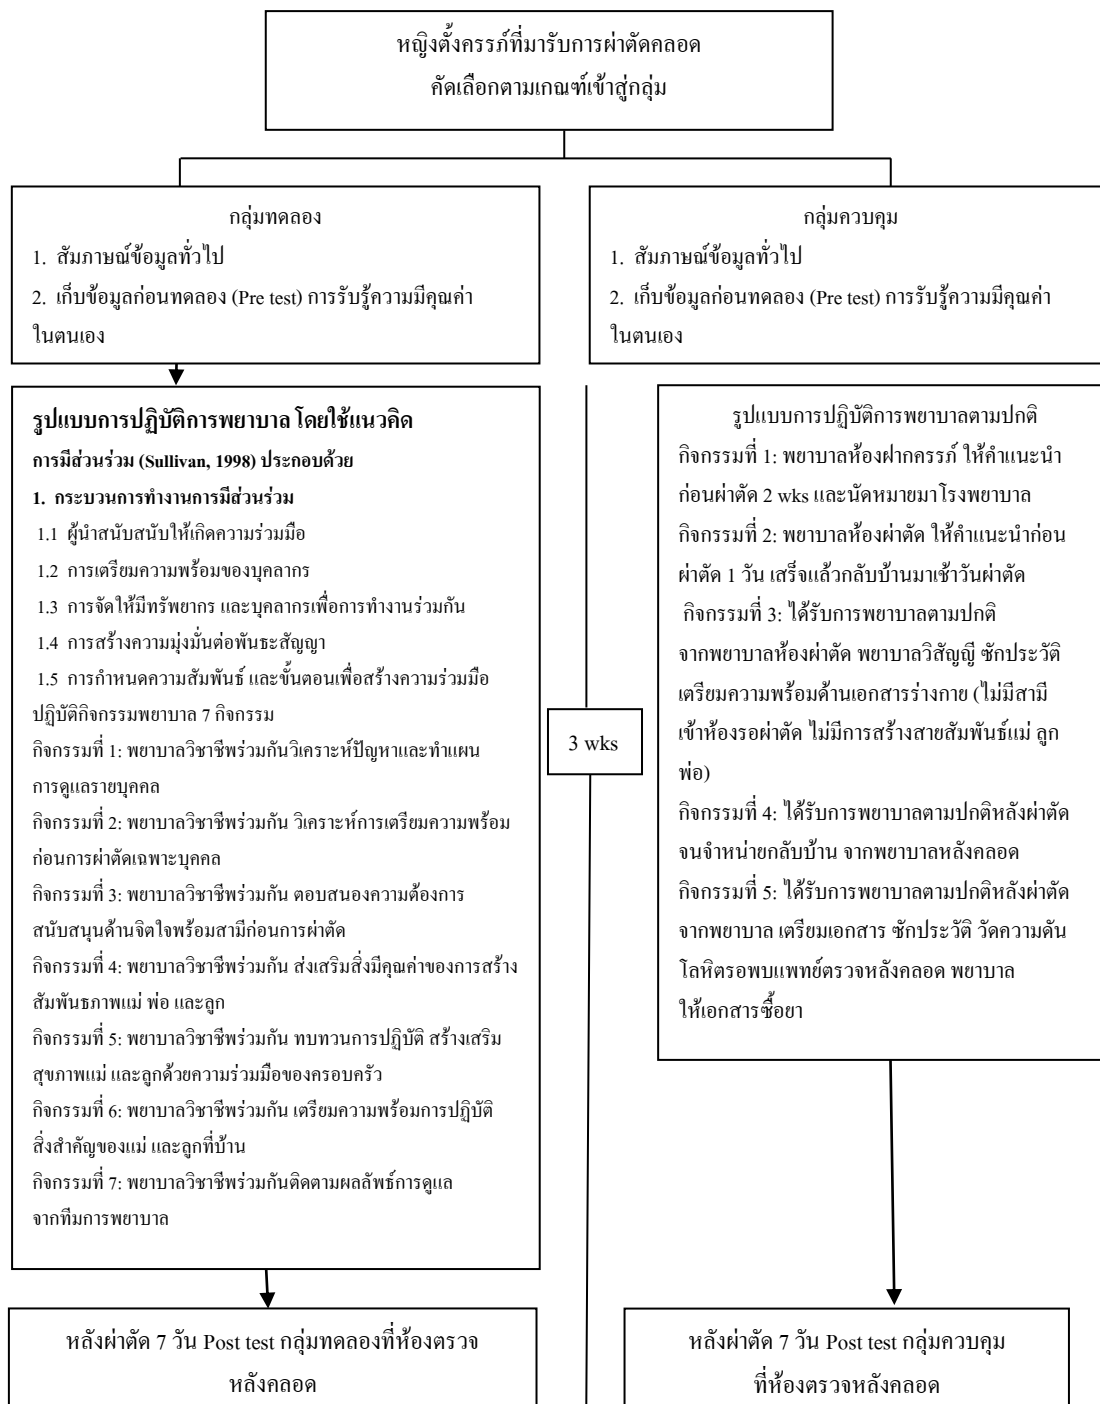 หญิงตั้งครรภ์ที่มารับการผ่าตัดคลอด
คัดเลือกตามเกณฑ์เข้าสู่กลุ่ม
กลุ่มทดลอง
1. สัมภาษณ์ข้อมูลทั่วไป
2. เก็บข้อมูลก่อนทดลอง (Pre test) การรับรู้ความมีคุณค่า
ในตนเอง
กลุ่มควบคุม
1. สัมภาษณ์ข้อมูลทั่วไป
2. เก็บข้อมูลก่อนทดลอง (Pre test) การรับรู้ความมีคุณค่า
ในตนเอง
รูปแบบการปฏิบัติการพยาบาล โดยใช้แนวคิด
การมีส่วนร่วม (Sullivan, 1998) ประกอบด้วย
1. กระบวนการทำงานการมีส่วนร่วม
1.1 ผู้นำสนับสนับให้เกิดความร่วมมือ
1.2 การเตรียมความพร้อมของบุคลากร
1.3 การจัดให้มีทรัพยากร และบุคลากรเพื่อการทำงานร่วมกัน
1.4 การสร้างความมุ่งมั่นต่อพันธะสัญญา
1.5 การกำหนดความสัมพันธ์ และขั้นตอนเพื่อสร้างความร่วมมือ
ปฏิบัติกิจกรรมพยาบาล 7 กิจกรรม
กิจกรรมที่ 1: พยาบาลวิชาชีพร่วมกันวิเคราะห์ปัญหาและทำแผน
การดูแลรายบุคคล
กิจกรรมที่ 2: พยาบาลวิชาชีพร่วมกัน วิเคราะห์การเตรียมความพร้อม
ก่อนการผ่าตัดเฉพาะบุคคล
กิจกรรมที่ 3: พยาบาลวิชาชีพร่วมกัน ตอบสนองความต้องการ
สนับสนุนด้านจิตใจพร้อมสามีก่อนการผ่าตัด
กิจกรรมที่ 4: พยาบาลวิชาชีพร่วมกัน ส่งเสริมสิ่งมีคุณค่าของการสร้าง
สัมพันธภาพแม่ พ่อ และลูก
กิจกรรมที่ 5: พยาบาลวิชาชีพร่วมกัน ทบทวนการปฏิบัติ สร้างเสริม
สุขภาพแม่ และลูกด้วยความร่วมมือของครอบครัว
กิจกรรมที่ 6: พยาบาลวิชาชีพร่วมกัน เตรียมความพร้อมการปฏิบัติ
สิ่งสำคัญของแม่ และลูกที่บ้าน
กิจกรรมที่ 7: พยาบาลวิชาชีพร่วมกันติดตามผลลัพธ์การดูแล
จากทีมการพยาบาล
3 wks
รูปแบบการปฏิบัติการพยาบาลตามปกติ
กิจกรรมที่ 1: พยาบาลห้องฝากครรภ์ ให้คำแนะนำ
ก่อนผ่าตัด 2 wks และนัดหมายมาโรงพยาบาล
กิจกรรมที่ 2: พยาบาลห้องผ่าตัด ให้คำแนะนำก่อน
ผ่าตัด 1 วัน เสร็จแล้วกลับบ้านมาเช้าวันผ่าตัด
กิจกรรมที่ 3: ได้รับการพยาบาลตามปกติ
จากพยาบาลห้องผ่าตัด พยาบาลวิสัญญี ซักประวัติ
เตรียมความพร้อมด้านเอกสารร่างกาย (ไม่มีสามี
เข้าห้องรอผ่าตัด ไม่มีการสร้างสายสัมพันธ์แม่ ลูก
พ่อ)
กิจกรรมที่ 4: ได้รับการพยาบาลตามปกติหลังผ่าตัด
จนจำหน่ายกลับบ้าน จากพยาบาลหลังคลอด
กิจกรรมที่ 5: ได้รับการพยาบาลตามปกติหลังผ่าตัด
จากพยาบาล เตรียมเอกสาร ซักประวัติ วัดความดัน
โลหิตรอพบแพทย์ตรวจหลังคลอด พยาบาล
ให้เอกสารซื้อยา
หลังผ่าตัด 7 วัน Post test กลุ่มทดลองที่ห้องตรวจ
หลังคลอด
หลังผ่าตัด 7 วัน Post test กลุ่มควบคุม
ที่ห้องตรวจหลังคลอด